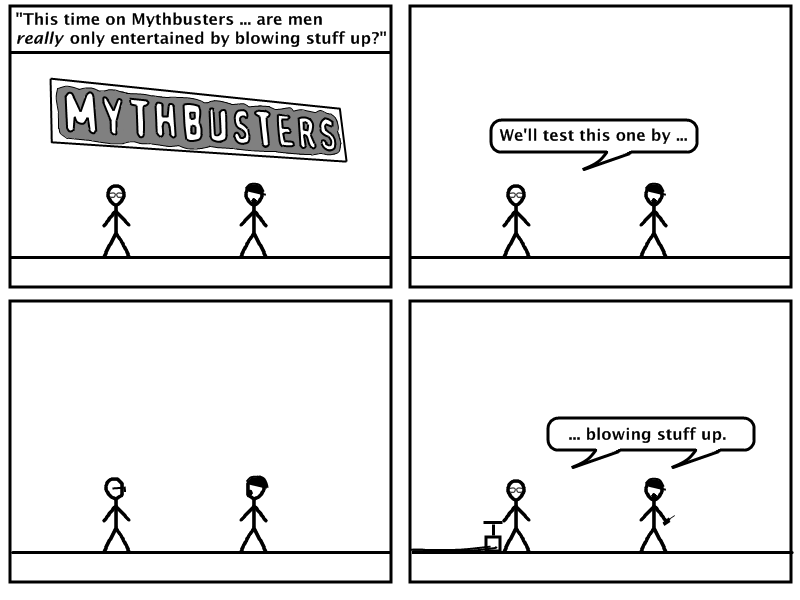 "This time on Mythbusters ... are men
really only entertained by blowing stuff up?"
MYTHBUSTERS
We'll test this one by ...
... blowing stuff up.